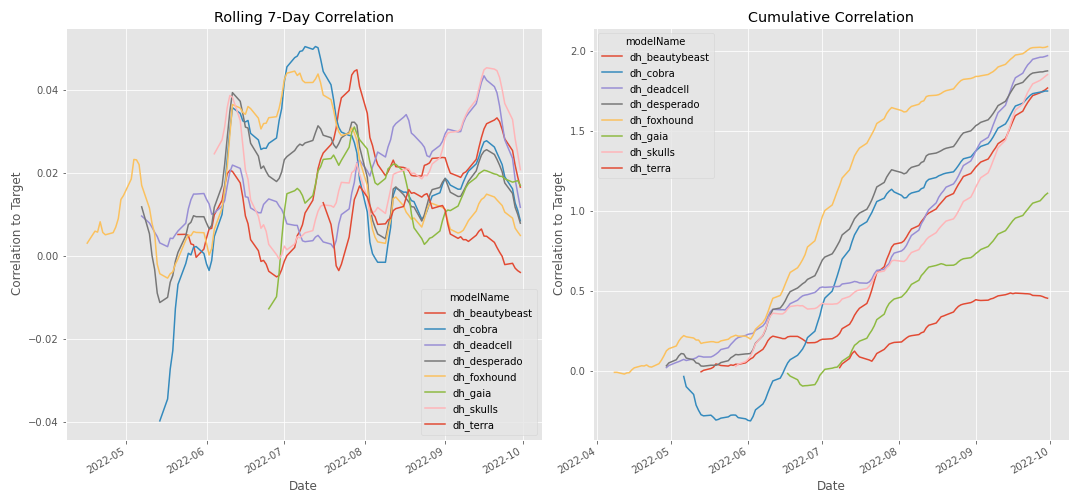 Rolling 7-Day Correlation
Correlation to Target
0.04
0.02
0.00
−0.02
−0.04
2022-05
2022-06
2022-07
2022-08
2022-09
2022-10
Date
modelName
dh_beautybeast
dh_cobra
dh_deadcell
dh_desperado
dh_foxhound
dh_gaia
dh_skulls
dh_terra
Cumulative Correlation
Correlation to Target
2.0
1.5
1.0
0.5
0.0
2022-04
2022-05
2022-06
2022-07
2022-08
2022-09
2022-10
Date
modelName
dh_beautybeast
dh_cobra
dh_deadcell
dh_desperado
dh_foxhound
dh_gaia
dh_skulls
dh_terra